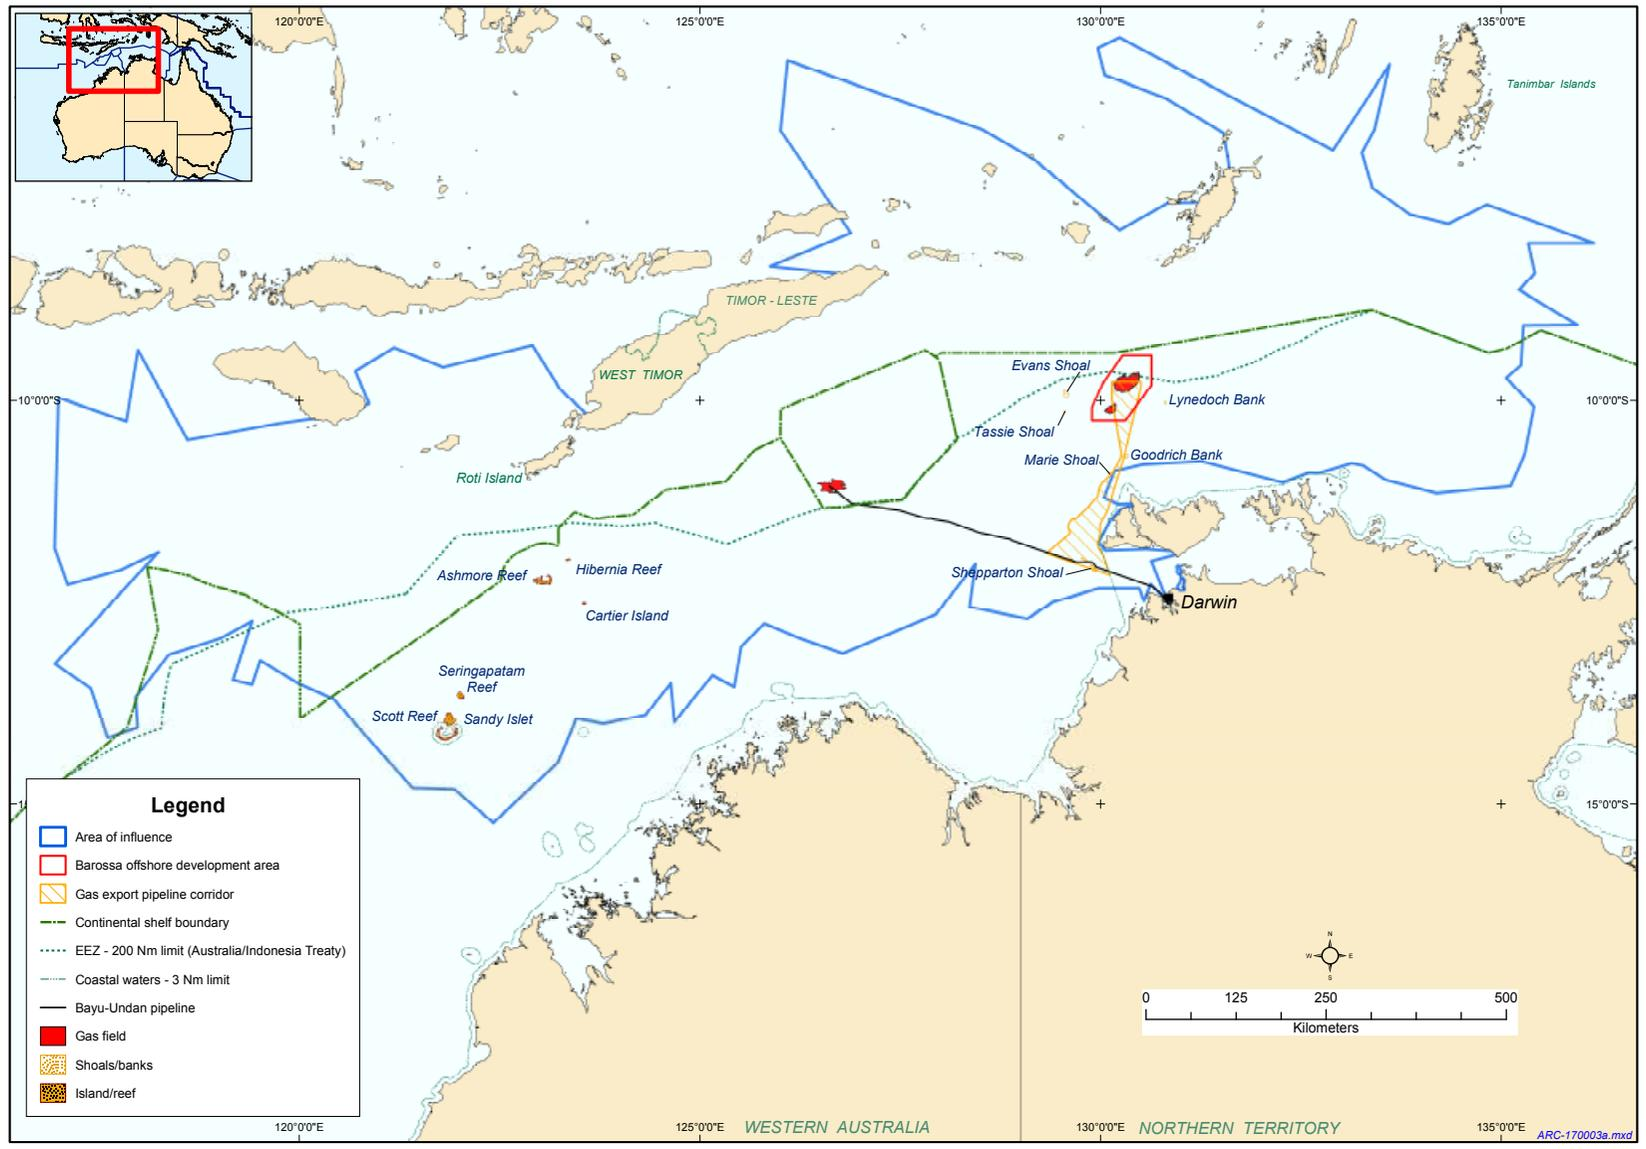 120°0'0"E
125°0'0"E
130°0'0"E
135°0'0"E
Tanimbar Islands
TIMOR - LESTE
WEST TIMOR
Evans Shoal
10°0'0"S
Lynedoch Bank
10°0'0"S
Tassie Shoal
Goodrich Bank
Marie Shoal
Roti Island
Hibernia Reef
Ashmore Reef
Shepparton Shoal
Cartier Island
Darwin
Seringapatam
Reef
Scott Reef
Sandy Islet
15°0'0"S
Legend
Area of influence
Barossa offshore development area
Gas export pipeline corridor
Continental shelf boundary
EEZ - 200 Nm limit (Australia/Indonesia Treaty)
Coastal waters - 3 Nm limit
Bayu-Undan pipeline
Gas field
Shoals/banks
Island/reef
N
W
E
S
0
125
250
500
Kilometers
120°0'0"E
125°0'0"E
WESTERN AUSTRALIA
130°0'0"E
NORTHERN TERRITORY
135°0'0"E
ARC-170003a.mxd